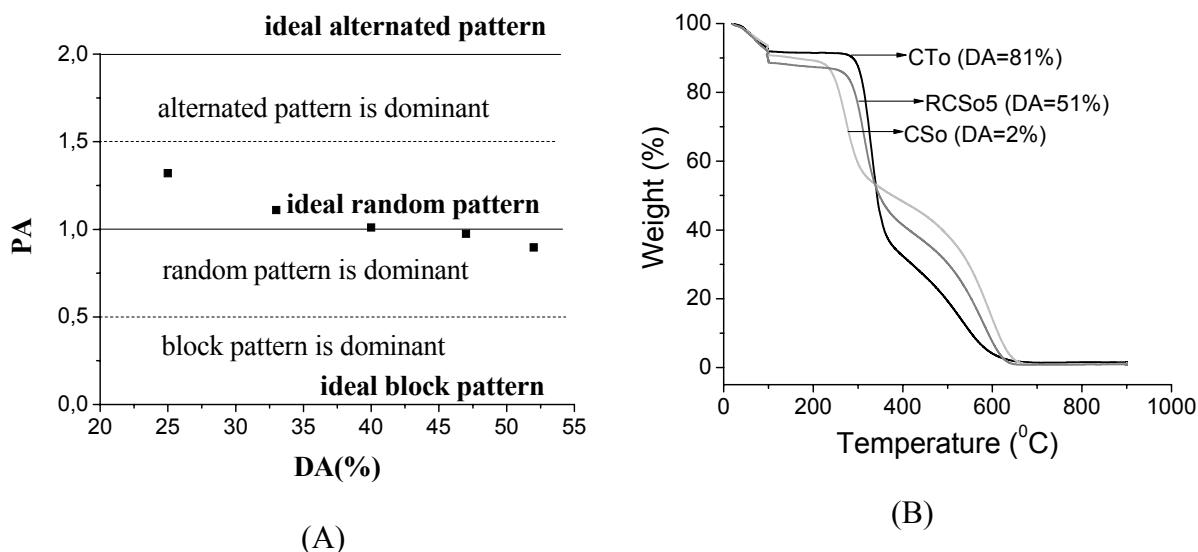 ideal alternated pattern
2,0
alternated pattern is dominant
1,5
ideal random pattern
1,0
random pattern is dominant
0,5
block pattern is dominant
ideal block pattern
0,0
20 25 30 35 40 45 50 55
PA
DA(%)
(A)
100
80
60
40
20
0
CTo (DA=81%)
RCSo5 (DA=51%)
CSo (DA=2%)
0 200 400 600 800 1000
Weight (%)
Temperature (⁰C)
(B)